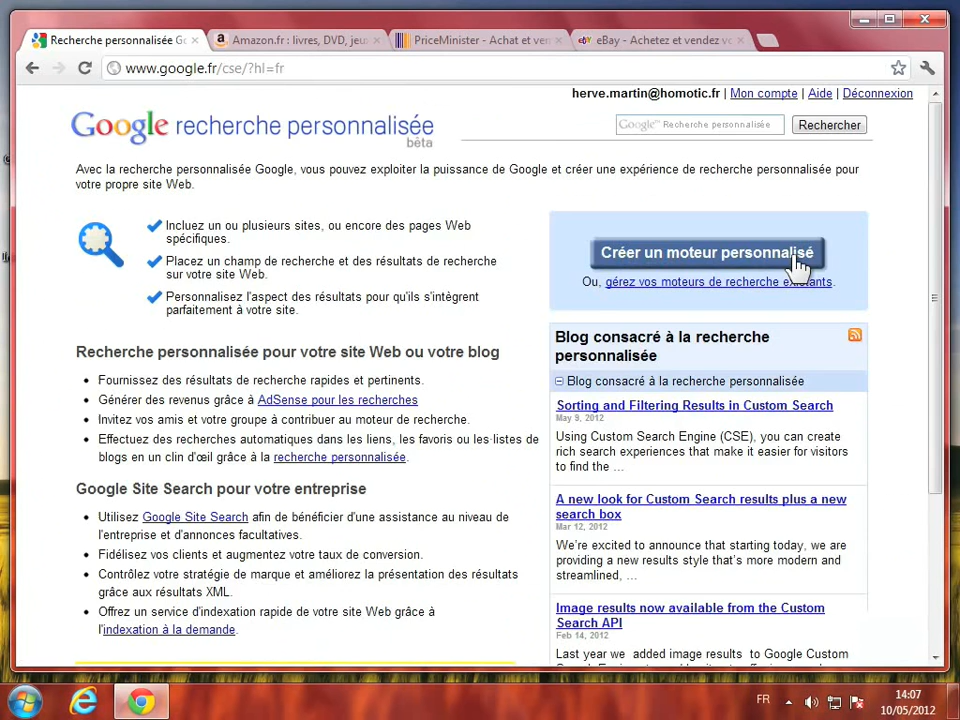 Recherche personnalisée Go
Amazon.fr : livres, DVD, jeu
PriceMinister - Achat et ven
eBay - Achetez et vendez v
www.google.fr/cse/?hl=fr
herve.martin@homotic.fr | Mon compte | Aide | Déconnexion
Google recherche personnalisée
bêta
Google™ Recherche personnalisée
Rechercher
Avec la recherche personnalisée Google, vous pouvez exploiter la puissance de Google et créer une expérience de recherche personnalisée pour
votre propre site Web.
Incluez un ou plusieurs sites, ou encore des pages Web
spécifiques.
Placez un champ de recherche et des résultats de recherche
sur votre site Web.
Personnalisez l'aspect des résultats pour qu'ils s'intègrent
parfaitement à votre site.
Créer un moteur personnalisé
Ou, gérez vos moteurs de recherche existants.
Recherche personnalisée pour votre site Web ou votre blog
Fournissez des résultats de recherche rapides et pertinents.
Générer des revenus grâce à AdSense pour les recherches
Invitez vos amis et votre groupe à contribuer au moteur de recherche.
Effectuez des recherches automatiques dans les liens, les favoris ou les listes de
blogs en un clin d'œil grâce à la recherche personnalisée.
Google Site Search pour votre entreprise
Utilisez Google Site Search afin de bénéficier d'une assistance au niveau de
l'entreprise et d'annonces facultatives.
Fidélisez vos clients et augmentez votre taux de conversion.
Contrôlez votre stratégie de marque et améliorez la présentation des résultats
grâce aux résultats XML.
Offrez un service d'indexation rapide de votre site Web grâce à
l'indexation à la demande.
Blog consacré à la recherche
personnalisée
Blog consacré à la recherche personnalisée
Sorting and Filtering Results in Custom Search
May 9, 2012
Using Custom Search Engine (CSE), you can create
rich search experiences that make it easier for visitors
to find the ...
A new look for Custom Search results plus a new
search box
Mar 12, 2012
We're excited to announce that starting today, we are
providing a new results style that's more modern and
streamlined, ...
Image results now available from the Custom
Search API
Feb 14, 2012
Last year we added image results to Google Custom
FR
14:07
10/05/2012